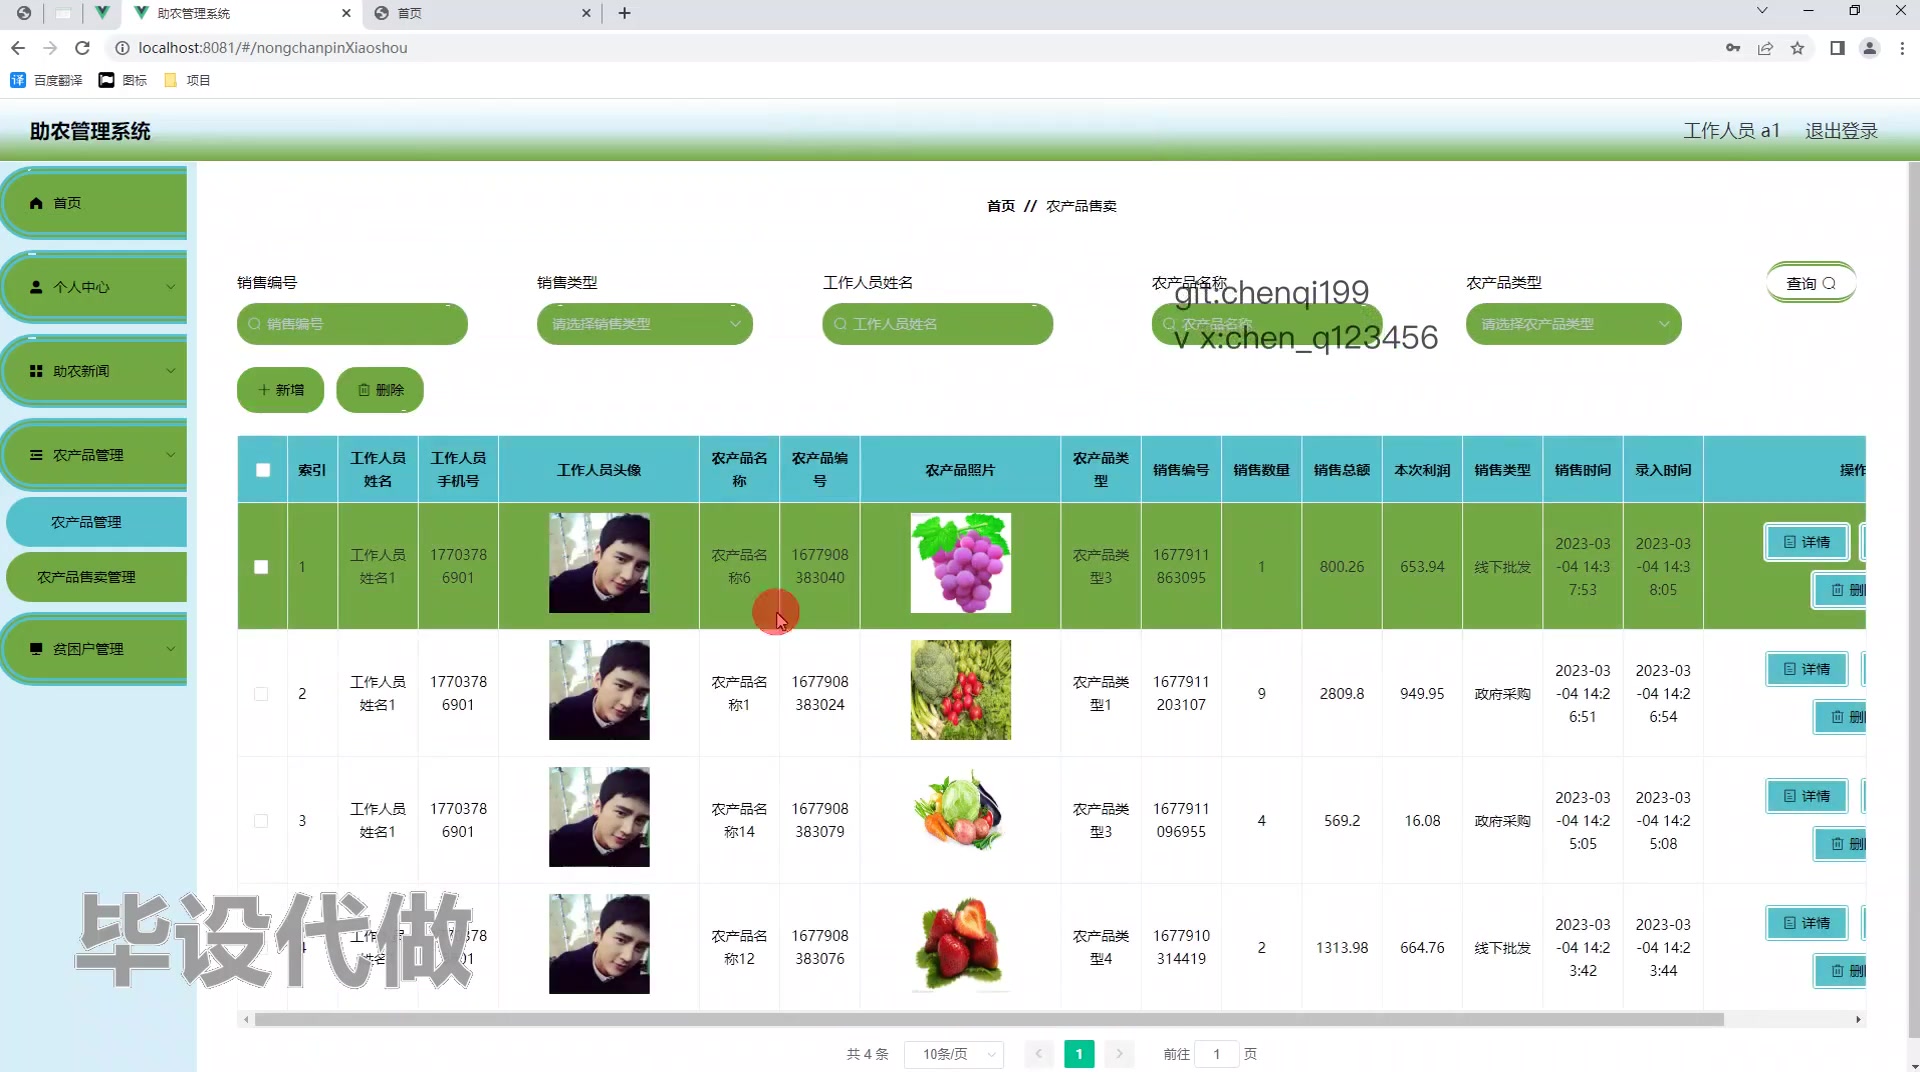 助农管理系统
首页
localhost:8081/#/nongchanpinXiaoshou
百度翻译
图标
项目
助农管理系统
工作人员 a1
退出登录
首页
个人中心
助农新闻
农产品管理
农产品管理
农产品售卖管理
贫困户管理
首页 // 农产品售卖
销售编号
销售类型
工作人员姓名
农产品名称
农产品类型
查询
销售编号
请选择销售类型
工作人员姓名
农产品名称
请选择农产品类型
git:chenqi199
v x:chen_q123456
新增
删除
索引 工作人员姓名 工作人员手机号 工作人员头像 农产品名称 农产品编号 农产品照片 农产品类型 销售编号 销售数量 销售总额 本次利润 销售类型 销售时间 录入时间 操作
1 工作人员姓名1 17703786901 农产品名称6 1677908383040 农产品类型3 1677911863095 1 800.26 653.94 线下批发 2023-03-04 14:37:53 2023-03-04 14:38:05 详情
2 工作人员姓名1 17703786901 农产品名称1 1677908383024 农产品类型1 1677911203107 9 2809.8 949.95 政府采购 2023-03-04 14:26:51 2023-03-04 14:26:54 详情
3 工作人员姓名1 17703786901 农产品名称14 1677908383079 农产品类型3 1677911096955 4 569.2 16.08 政府采购 2023-03-04 14:25:05 2023-03-04 14:25:08 详情
农产品名称12 1677908383076 农产品类型4 1677910314419 2 1313.98 664.76 线下批发 2023-03-04 14:23:42 2023-03-04 14:23:44 详情
毕设代做
共 4 条
10条/页
1
前往 1 页